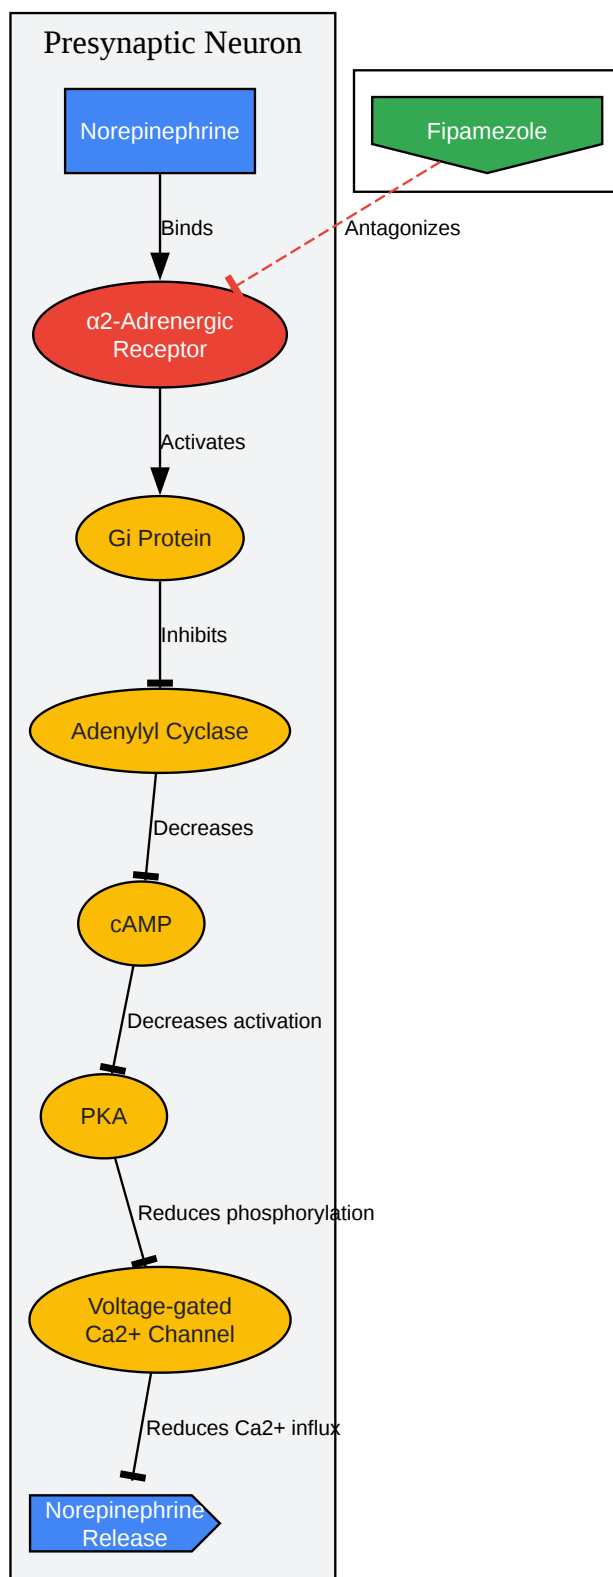 Presynaptic Neuron
Norepinephrine
Fipamezole
Binds
Antagonizes
α2-Adrenergic
Receptor
Activates
Gi Protein
Inhibits
Adenylyl Cyclase
Decreases
cAMP
Decreases activation
PKA
Reduces phosphorylation
Voltage-gated
Ca2+ Channel
Reduces Ca2+ influx
Norepinephrine
Release